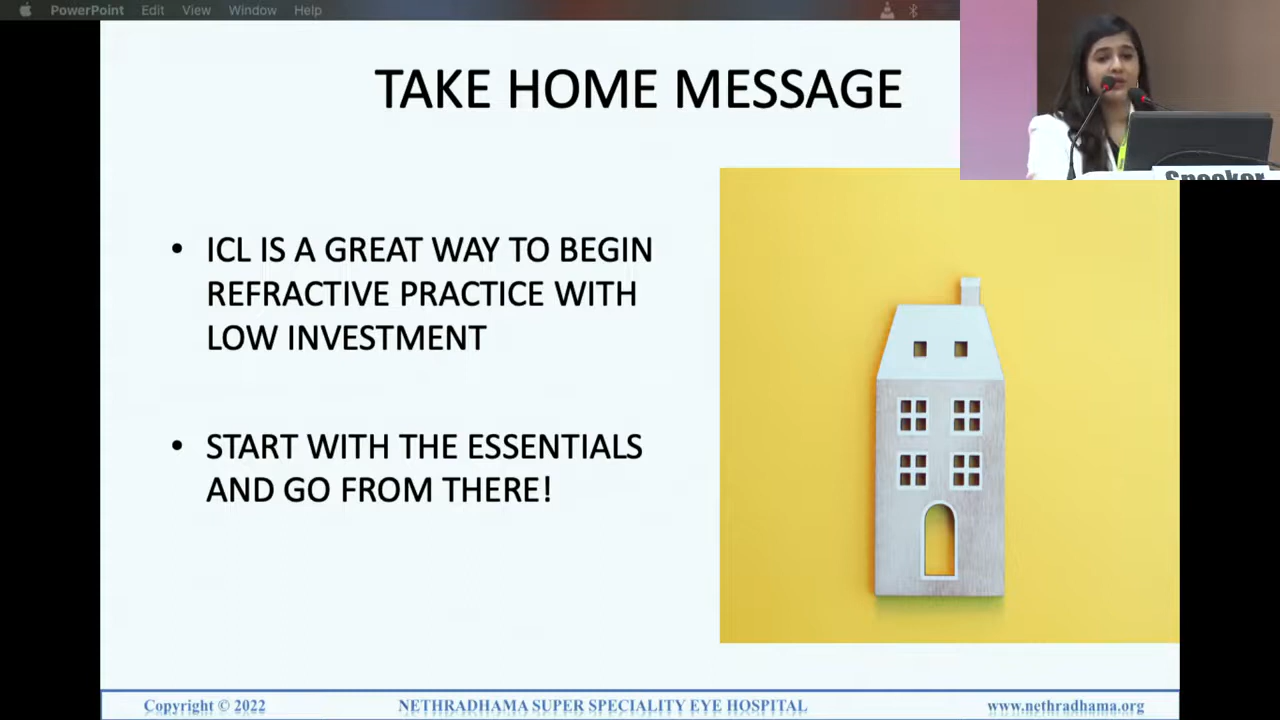 PowerPoint Edit View Window Help
TAKE HOME MESSAGE
• ICL IS A GREAT WAY TO BEGIN
REFRACTIVE PRACTICE WITH
LOW INVESTMENT
• START WITH THE ESSENTIALS
AND GO FROM THERE!
Speaker
Copyright © 2022 NETHRADHAMA SUPER SPECIALITY EYE HOSPITAL www.nethradhama.org